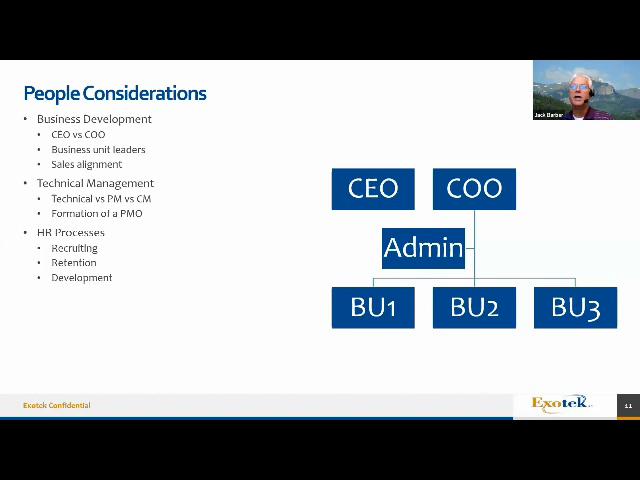 People Considerations
• Business Development
• CEO vs COO
• Business unit leaders
• Sales alignment
• Technical Management
• Technical vs PM vs CM
• Formation of a PMO
• HR Processes
• Recruiting
• Retention
• Development
CEO
COO
Admin
BU1
BU2
BU3
Jack Barber
Exotek Confidential
Exotek
11